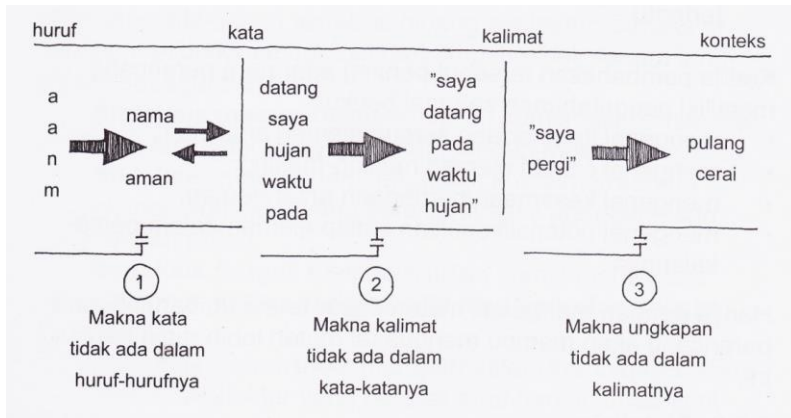 huruf kata kalimat konteks
a
a
n
m
nama
aman
datang
saya
hujan
waktu
pada
"saya
datang
pada
waktu
hujan"
"saya
pergi"
pulang
cerai
1
Makna kata
tidak ada dalam
huruf-hurufnya
2
Makna kalimat
tidak ada dalam
kata-katanya
3
Makna ungkapan
tidak ada dalam
kalimatnya